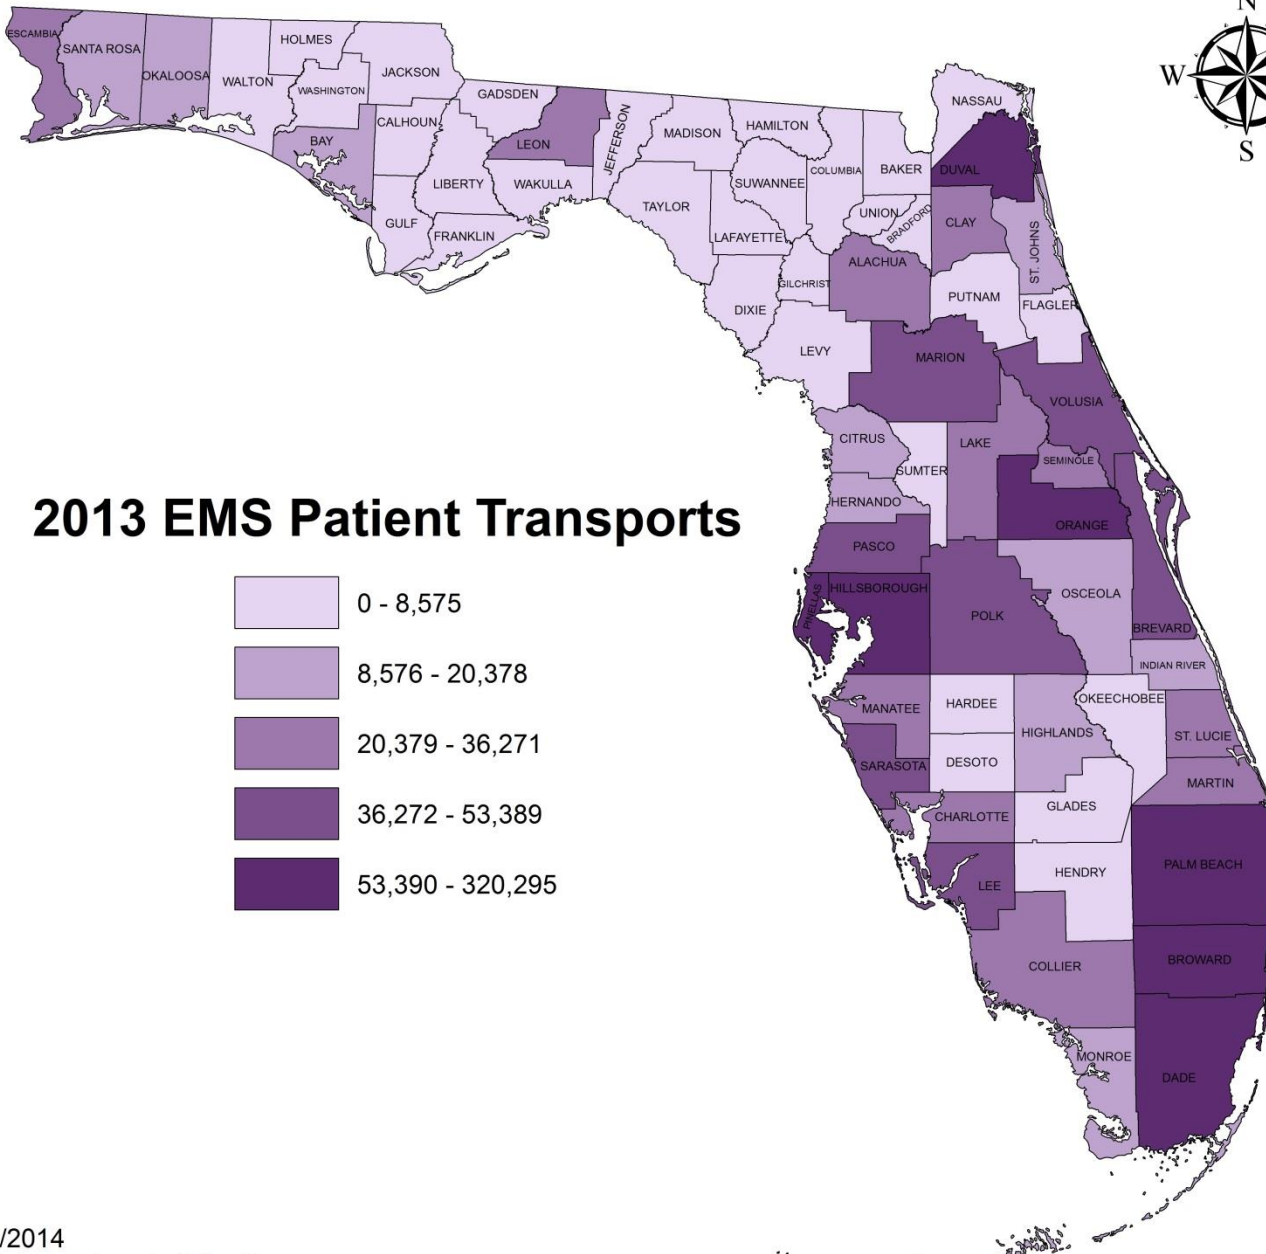 N
W
S
ESCAMBIA
SANTA ROSA
OKALOOSA
WALTON
HOLMES
WASHINGTON
JACKSON
BAY
CALHOUN
GULF
LIBERTY
FRANKLIN
GADSDEN
LEON
WAKULLA
JEFFERSON
MADISON
TAYLOR
HAMILTON
SUWANNEE
LAFAYETTE
DIXIE
COLUMBIA
GILCHRIST
LEVY
BAKER
UNION
BRADFORD
ALACHUA
NASSAU
DUVAL
CLAY
ST. JOHNS
PUTNAM
FLAGLER
MARION
VOLUSIA
CITRUS
SUMTER
LAKE
SEMINOLE
HERNANDO
ORANGE
PASCO
PINELLAS
HILLSBOROUGH
POLK
OSCEOLA
BREVARD
INDIAN RIVER
MANATEE
HARDEE
HIGHLANDS
OKEECHOBEE
ST. LUCIE
SARASOTA
DESOTO
MARTIN
GLADES
CHARLOTTE
LEE
HENDRY
PALM BEACH
COLLIER
BROWARD
MONROE
DADE
2013 EMS Patient Transports
0 - 8,575
8,576 - 20,378
20,379 - 36,271
36,272 - 53,389
53,390 - 320,295
/2014